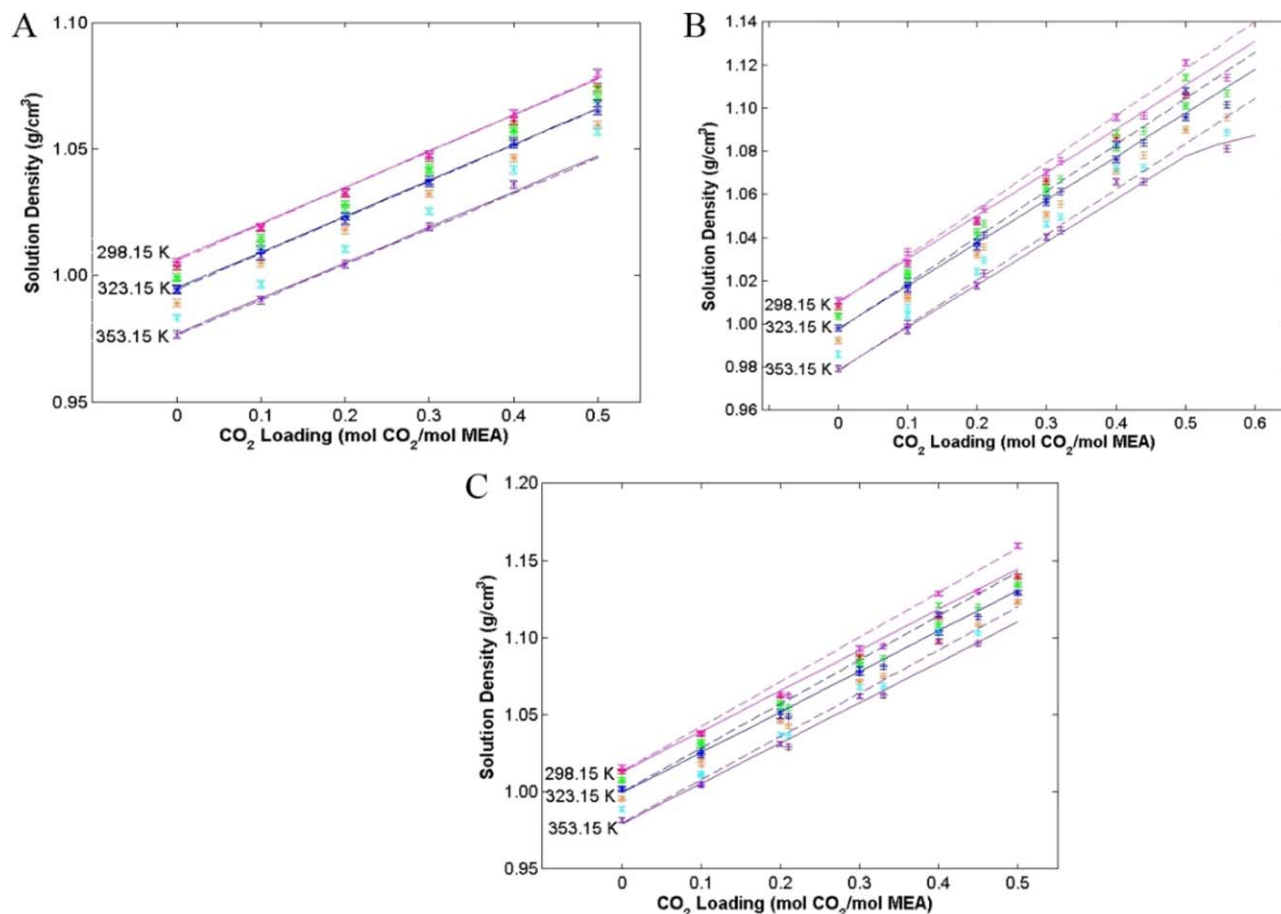 A
Solution Density (g/cm³)
1.10
1.05
1.00
0.95
298.15 K
323.15 K
353.15 K
0 0.1 0.2 0.3 0.4 0.5
CO₂ Loading (mol CO₂/mol MEA)
B
Solution Density (g/cm³)
1.14
1.12
1.10
1.08
1.06
1.04
1.02
1.00
0.98
0.96
298.15 K
323.15 K
353.15 K
0 0.1 0.2 0.3 0.4 0.5 0.6
CO₂ Loading (mol CO₂/mol MEA)
C
Solution Density (g/cm³)
1.20
1.15
1.10
1.05
1.00
0.95
298.15 K
323.15 K
353.15 K
0 0.1 0.2 0.3 0.4 0.5
CO₂ Loading (mol CO₂/mol MEA)